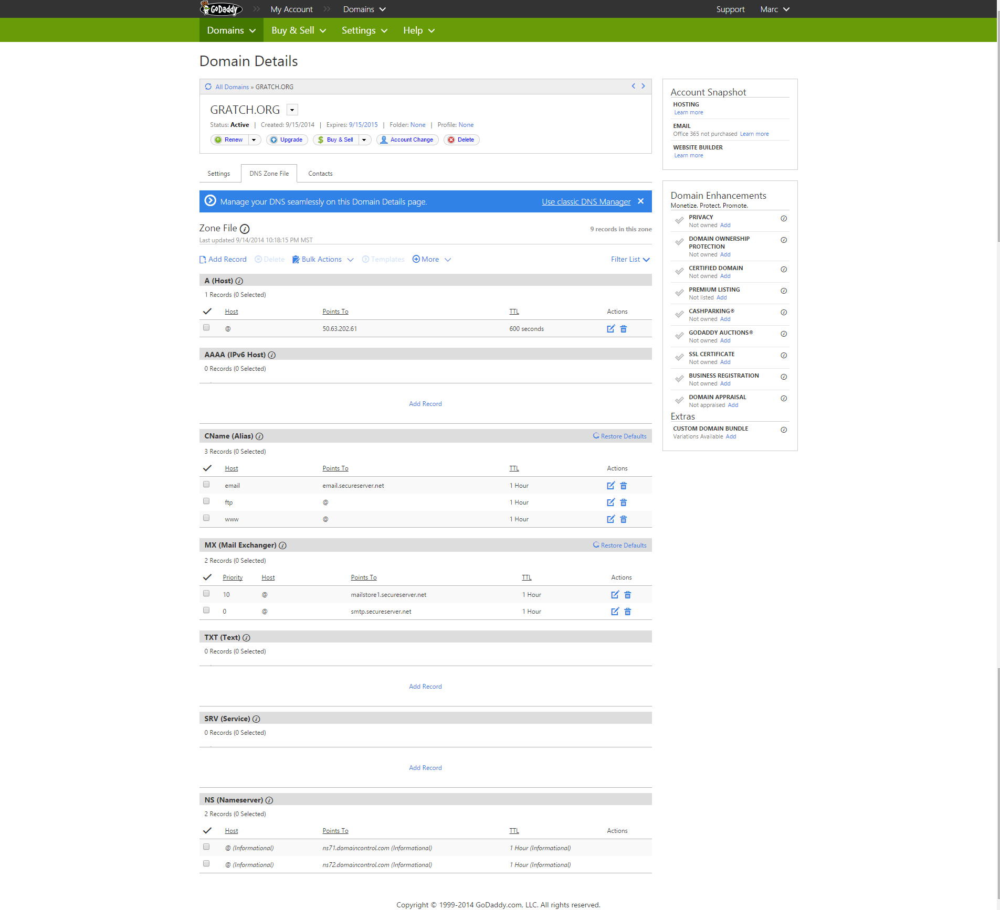 GoDaddy My Account Domains Support Marc
Domains Buy & Sell Settings Help
Domain Details
All Domains » GRATCH.ORG
GRATCH.ORG
Status: Active | Created: 9/15/2014 | Expires: 9/15/2015 | Folder: None | Profile: None
Renew Upgrade Buy & Sell Account Change Delete
Settings DNS Zone File Contacts
Manage your DNS seamlessly on this Domain Details page. Use classic DNS Manager
Zone File 9 records in this zone
Last updated 9/14/2014 10:18:15 PM MST
Add Record Delete Bulk Actions Templates More Filter List
A (Host)
1 Records (0 Selected)
Host Points To TTL Actions
@ 50.63.202.61 600 seconds
AAAA (IPv6 Host)
0 Records (0 Selected)
Add Record
CName (Alias) Restore Defaults
3 Records (0 Selected)
Host Points To TTL Actions
email email.secureserver.net 1 Hour
ftp @ 1 Hour
www @ 1 Hour
MX (Mail Exchanger) Restore Defaults
2 Records (0 Selected)
Priority Host Points To TTL Actions
10 @ mailstore1.secureserver.net 1 Hour
0 @ smtp.secureserver.net 1 Hour
TXT (Text)
0 Records (0 Selected)
Add Record
SRV (Service)
0 Records (0 Selected)
Add Record
NS (Nameserver)
2 Records (0 Selected)
Host Points To TTL Actions
@ (Informational) ns71.domaincontrol.com (Informational) 1 Hour (Informational)
@ (Informational) ns72.domaincontrol.com (Informational) 1 Hour (Informational)
Account Snapshot
HOSTING
Learn more
EMAIL
Office 365 not purchased Learn more
WEBSITE BUILDER
Learn more
Domain Enhancements
Monetize. Protect. Promote.
PRIVACY
Not owned Add
DOMAIN OWNERSHIP
PROTECTION
Not owned Add
CERTIFIED DOMAIN
Not owned Add
PREMIUM LISTING
Not listed Add
CASHPARKING®
Not owned Add
GODADDY AUCTIONS®
Not owned Add
SSL CERTIFICATE
Not owned Add
BUSINESS REGISTRATION
Not owned Add
DOMAIN APPRAISAL
Not appraised Add
Extras
CUSTOM DOMAIN BUNDLE
Variations Available Add
Copyright © 1999-2014 GoDaddy.com, LLC. All rights reserved.